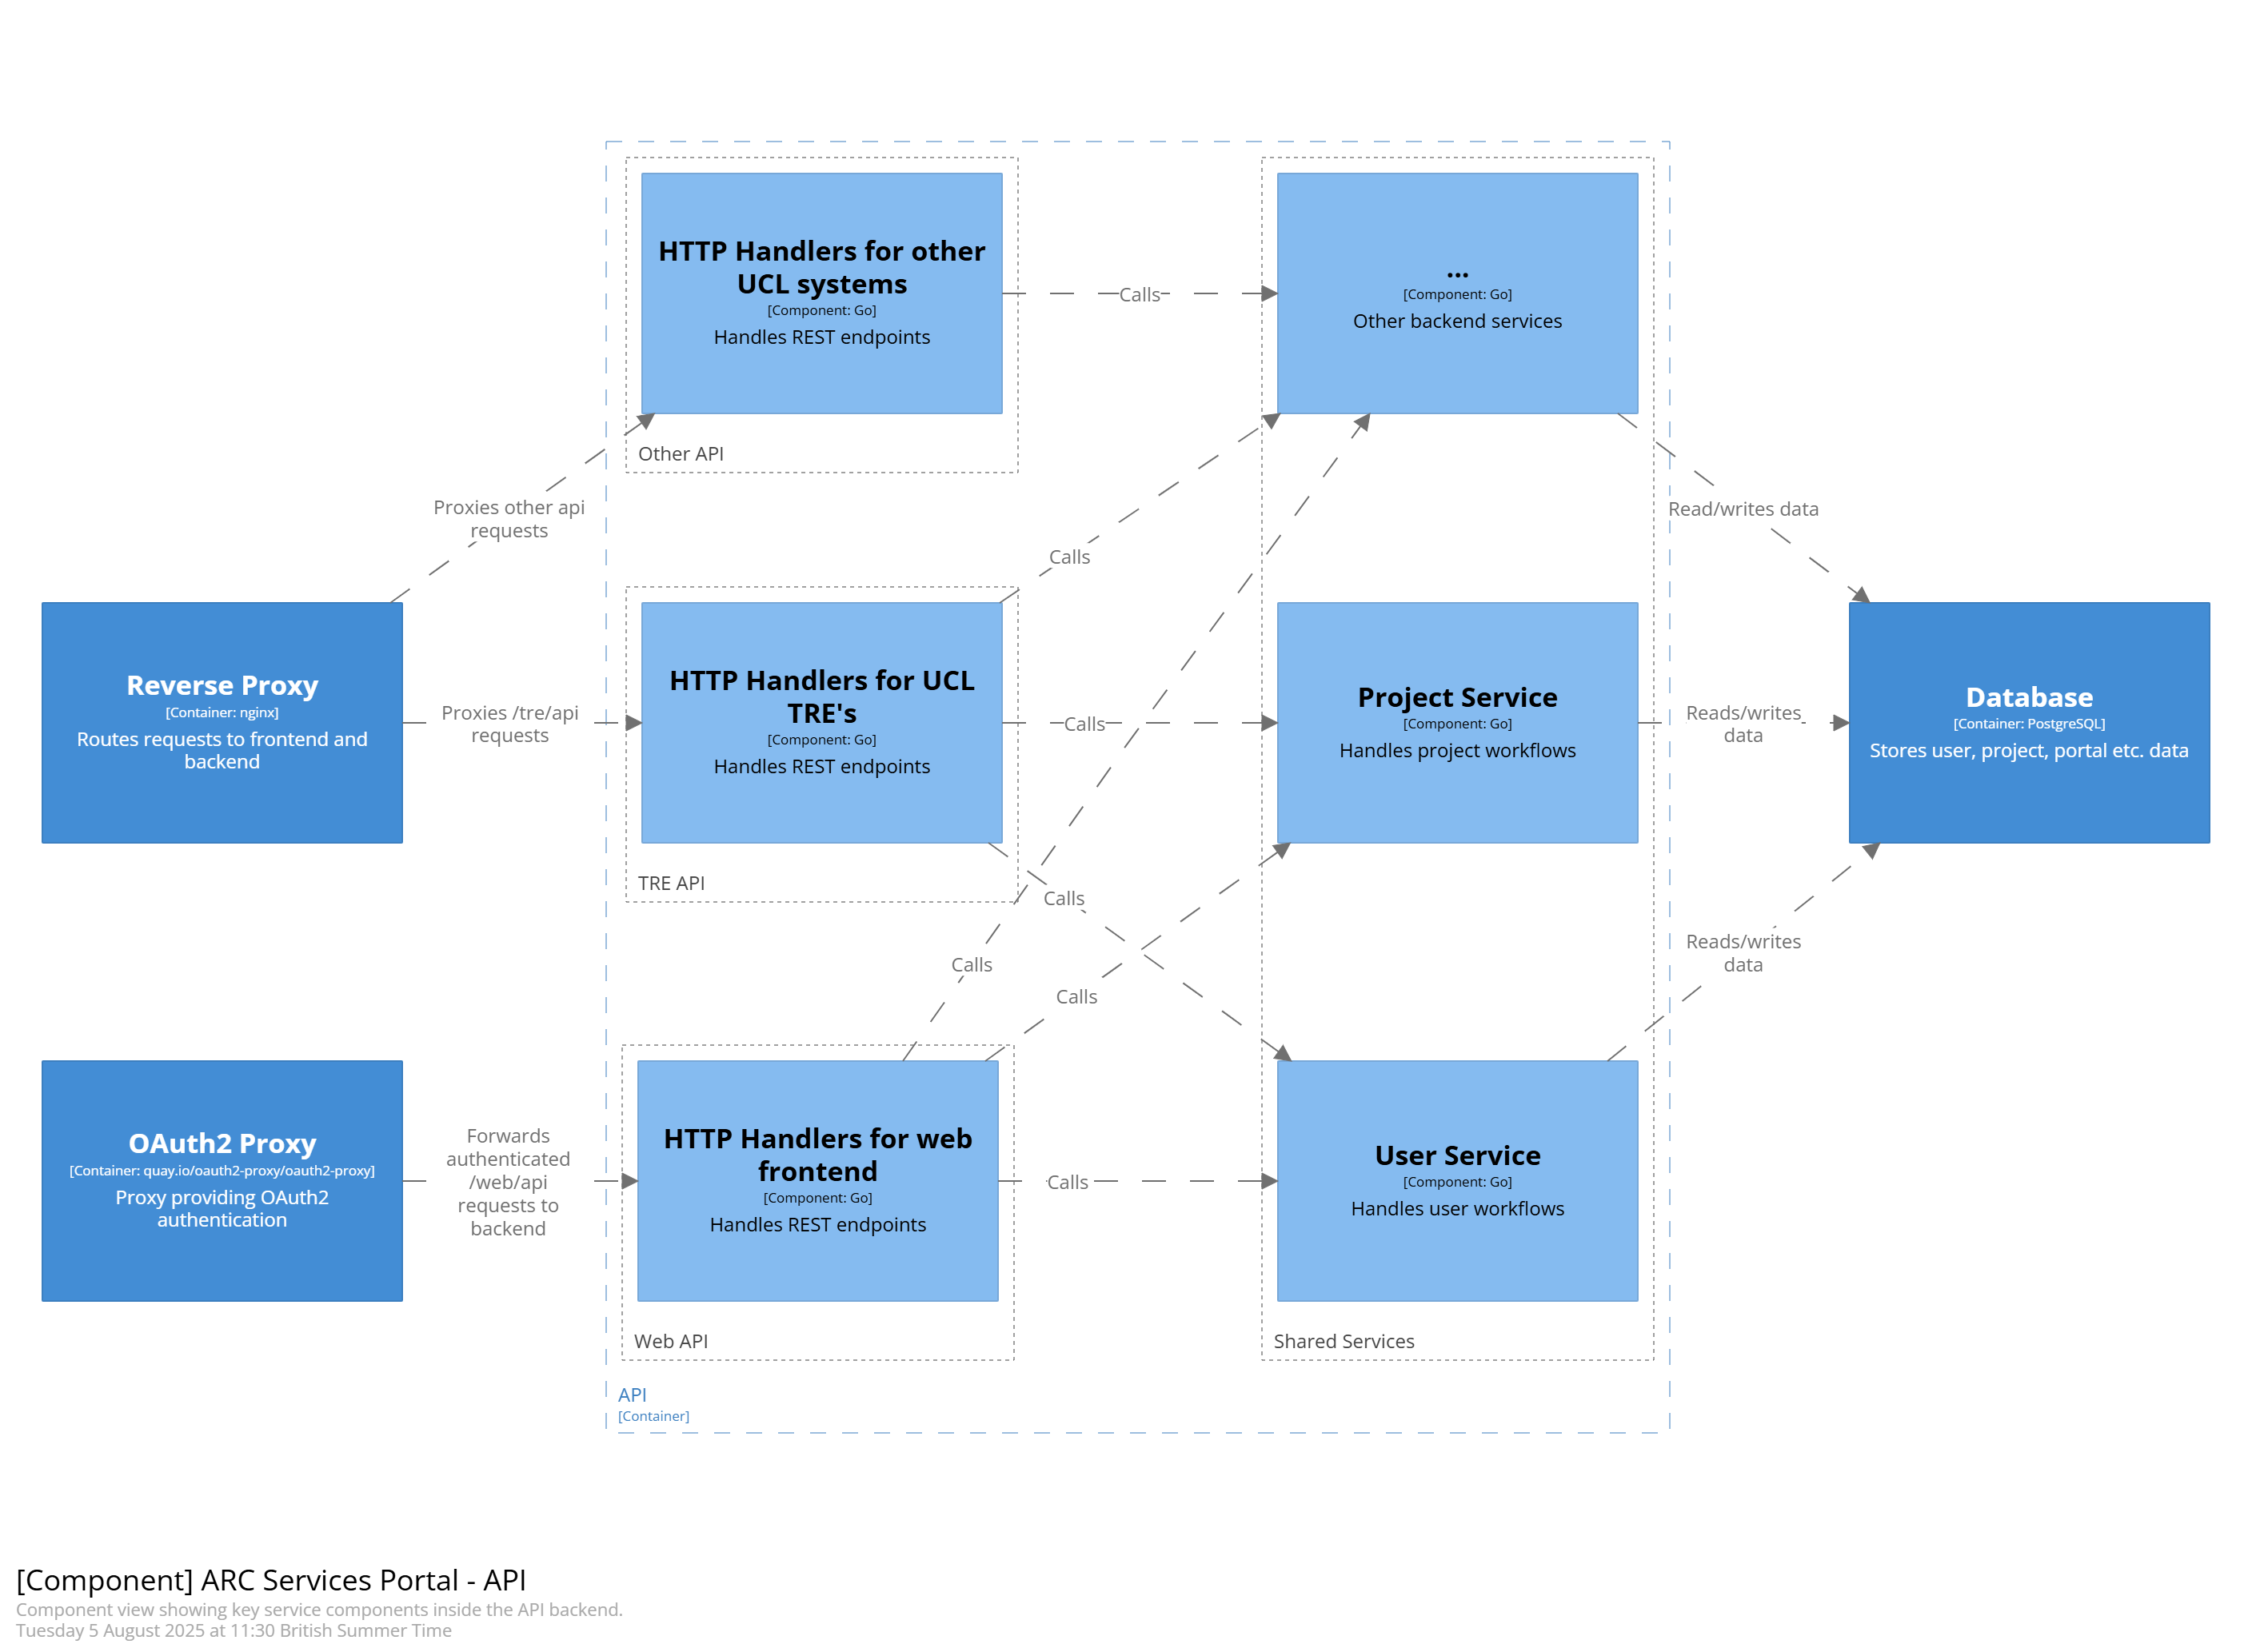 HTTP Handlers for other
UCL systems
[Component: Go]
Handles REST endpoints
Other API
Calls
...
[Component: Go]
Other backend services
Proxies other api
requests
Calls
Read/writes data
Reverse Proxy
[Container: nginx]
Routes requests to frontend and
backend
Proxies /tre/api
requests
HTTP Handlers for UCL
TRE's
[Component: Go]
Handles REST endpoints
TRE API
Calls
Project Service
[Component: Go]
Handles project workflows
Reads/writes
data
Database
[Container: PostgreSQL]
Stores user, project, portal etc. data
Calls
Calls
Calls
Reads/writes
data
OAuth2 Proxy
[Container: quay.io/oauth2-proxy/oauth2-proxy]
Proxy providing OAuth2
authentication
Forwards
authenticated
/web/api
requests to
backend
HTTP Handlers for web
frontend
[Component: Go]
Handles REST endpoints
Web API
Calls
User Service
[Component: Go]
Handles user workflows
Shared Services
API
[Container]
[Component] ARC Services Portal - API
Component view showing key service components inside the API backend.
Tuesday 5 August 2025 at 11:30 British Summer Time